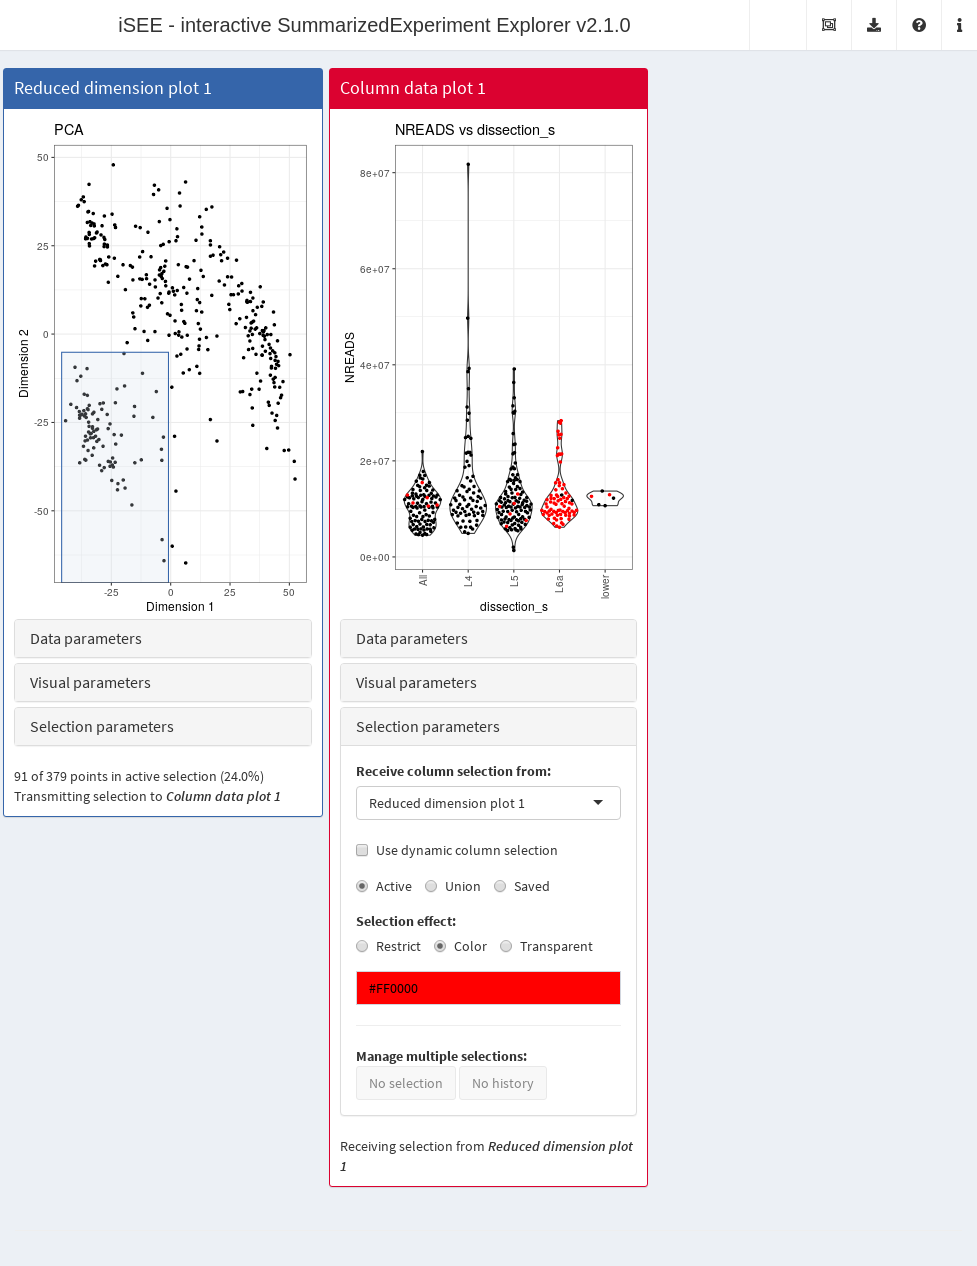 iSEE - interactive SummarizedExperiment Explorer v2.1.0
Reduced dimension plot 1
PCA
50
25
0
-25
-50
Dimension 2
-25 0 25 50
Dimension 1
Data parameters
Visual parameters
Selection parameters
91 of 379 points in active selection (24.0%)
Transmitting selection to Column data plot 1
Column data plot 1
NREADS vs dissection_s
8e+07
6e+07
4e+07
2e+07
0e+00
NREADS
All L4 L5 L6a lower
dissection_s
Data parameters
Visual parameters
Selection parameters
Receive column selection from:
Reduced dimension plot 1
Use dynamic column selection
Active Union Saved
Selection effect:
Restrict Color Transparent
#FF0000
Manage multiple selections:
No selection No history
Receiving selection from Reduced dimension plot
1